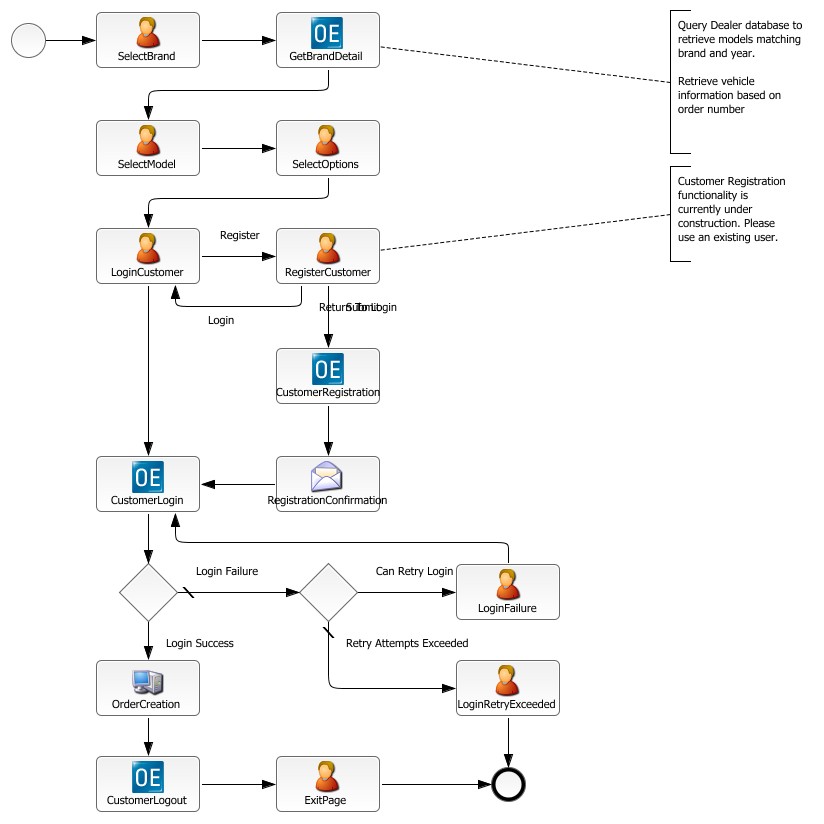 SelectBrand
OE
GetBrandDetail
Query Dealer database to
retrieve models matching
brand and year.
Retrieve vehicle
information based on
order number
SelectModel
SelectOptions
Customer Registration
functionality is
currently under
construction. Please
use an existing user.
LoginCustomer
Register
RegisterCustomer
Login
Return To Login
Submit
OE
CustomerRegistration
OE
CustomerLogin
RegistrationConfirmation
Login Failure
Can Retry Login
LoginFailure
Login Success
Retry Attempts Exceeded
OrderCreation
LoginRetryExceeded
OE
CustomerLogout
ExitPage